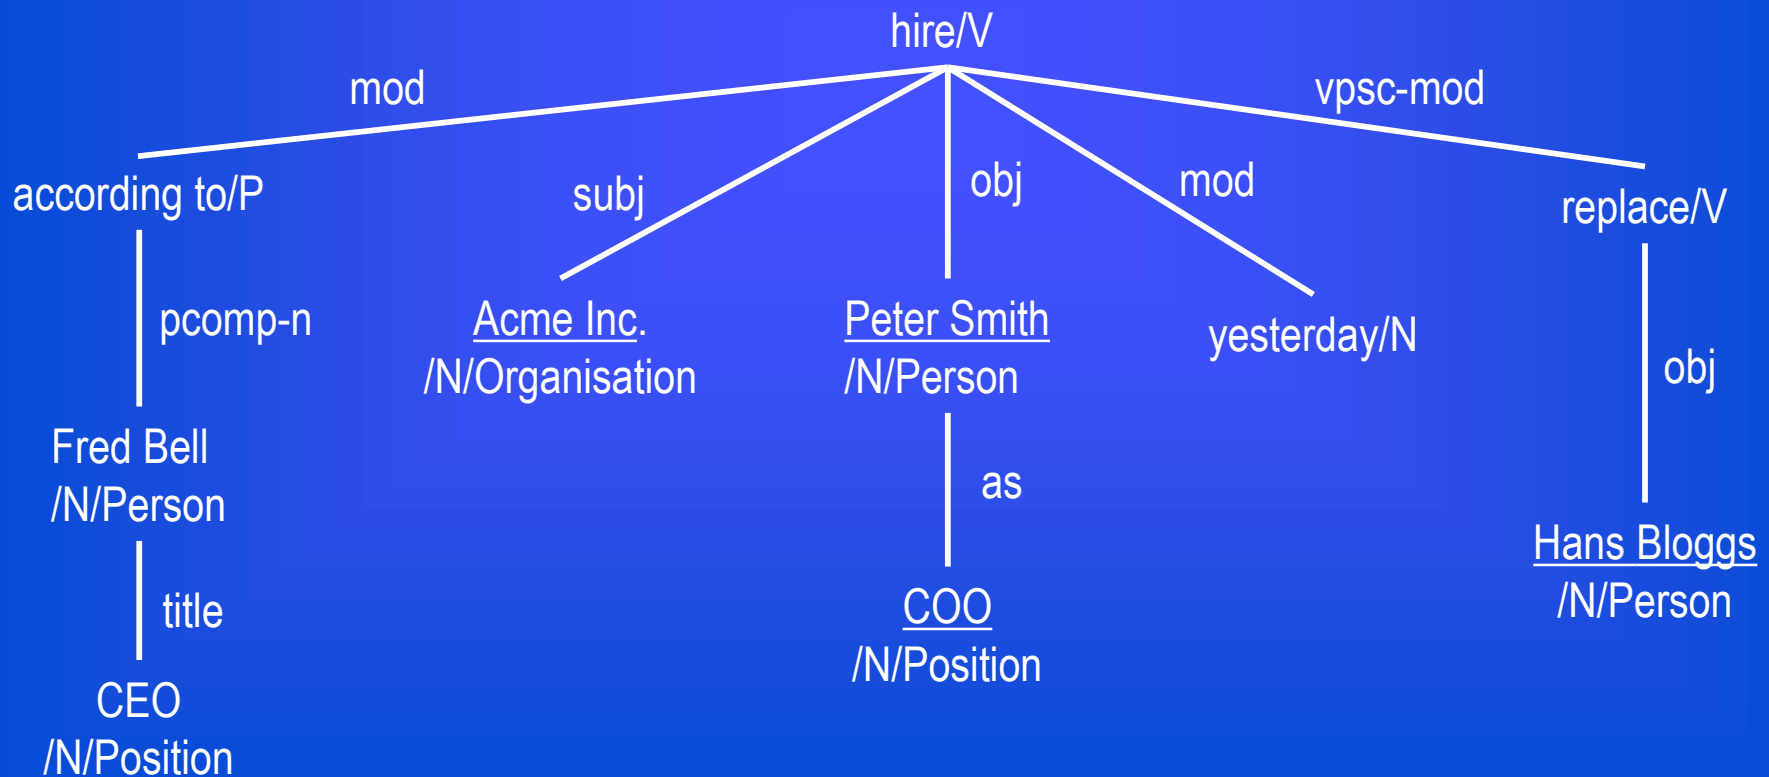 hire/V
mod
vpsc-mod
according to/P
subj
obj
mod
replace/V
pcomp-n
Acme Inc.
/N/Organisation
Peter Smith
/N/Person
yesterday/N
obj
Fred Bell
/N/Person
as
Hans Bloggs
/N/Person
title
COO
/N/Position
CEO
/N/Position